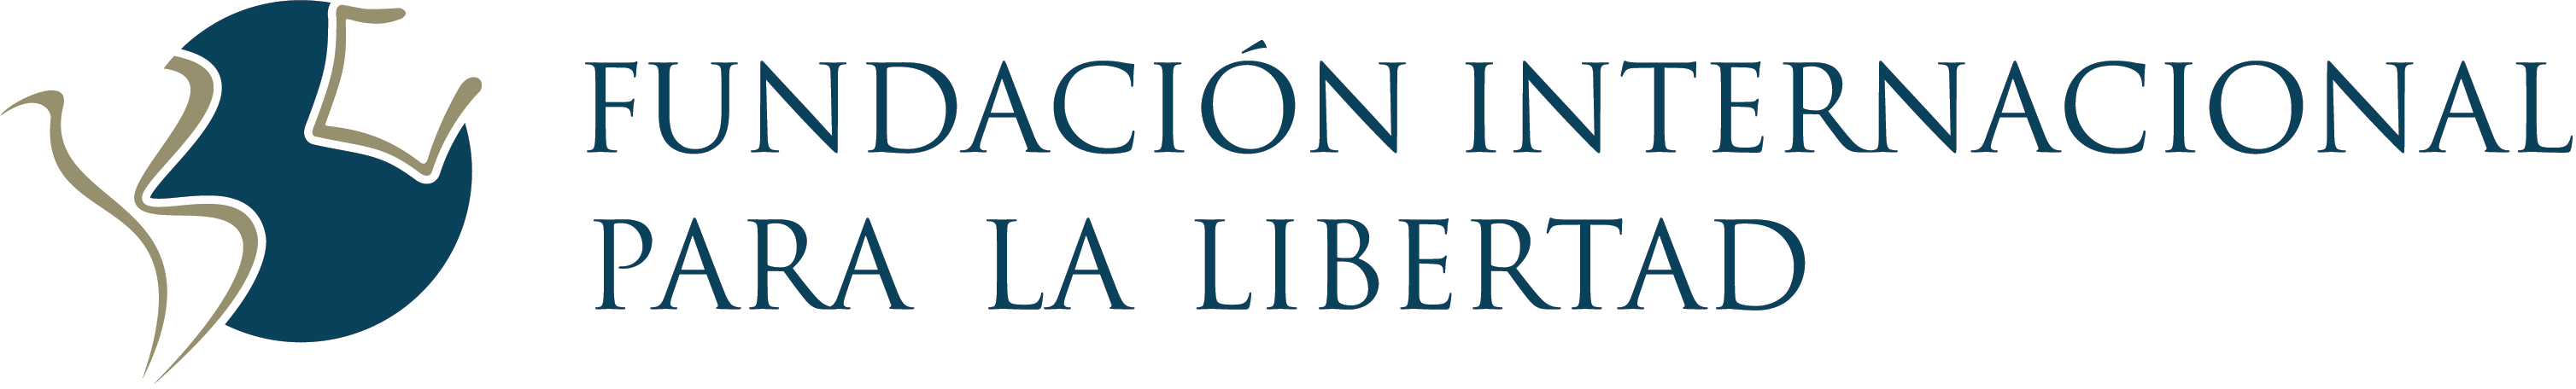 FUNDACIÓN INTERNACIONAL
PARA LA LIBERTAD